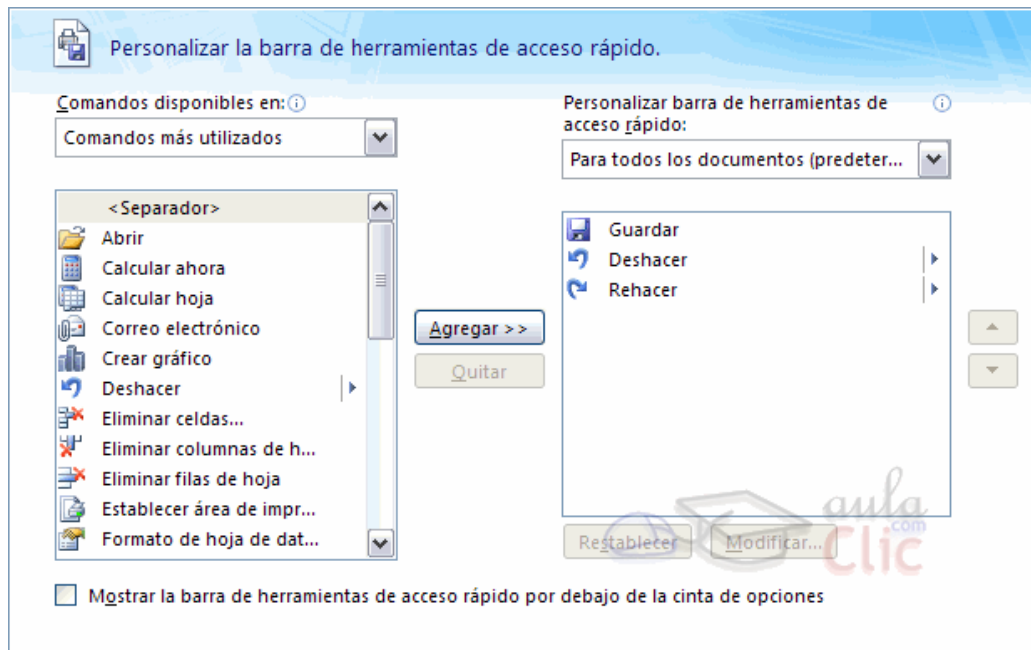 Personalizar la barra de herramientas de acceso rápido.
Comandos disponibles en:
Comandos más utilizados
<Separador>
Abrir
Calcular ahora
Calcular hoja
Correo electrónico
Crear gráfico
Deshacer
Eliminar celdas...
Eliminar columnas de h...
Eliminar filas de hoja
Establecer área de impr...
Formato de hoja de dat...
Agregar >>
Quitar
Personalizar barra de herramientas de
acceso rápido:
Para todos los documentos (predeter...
Guardar
Deshacer
Rehacer
Restablecer
Modificar...
aula
.com
Clic
Mostrar la barra de herramientas de acceso rápido por debajo de la cinta de opciones